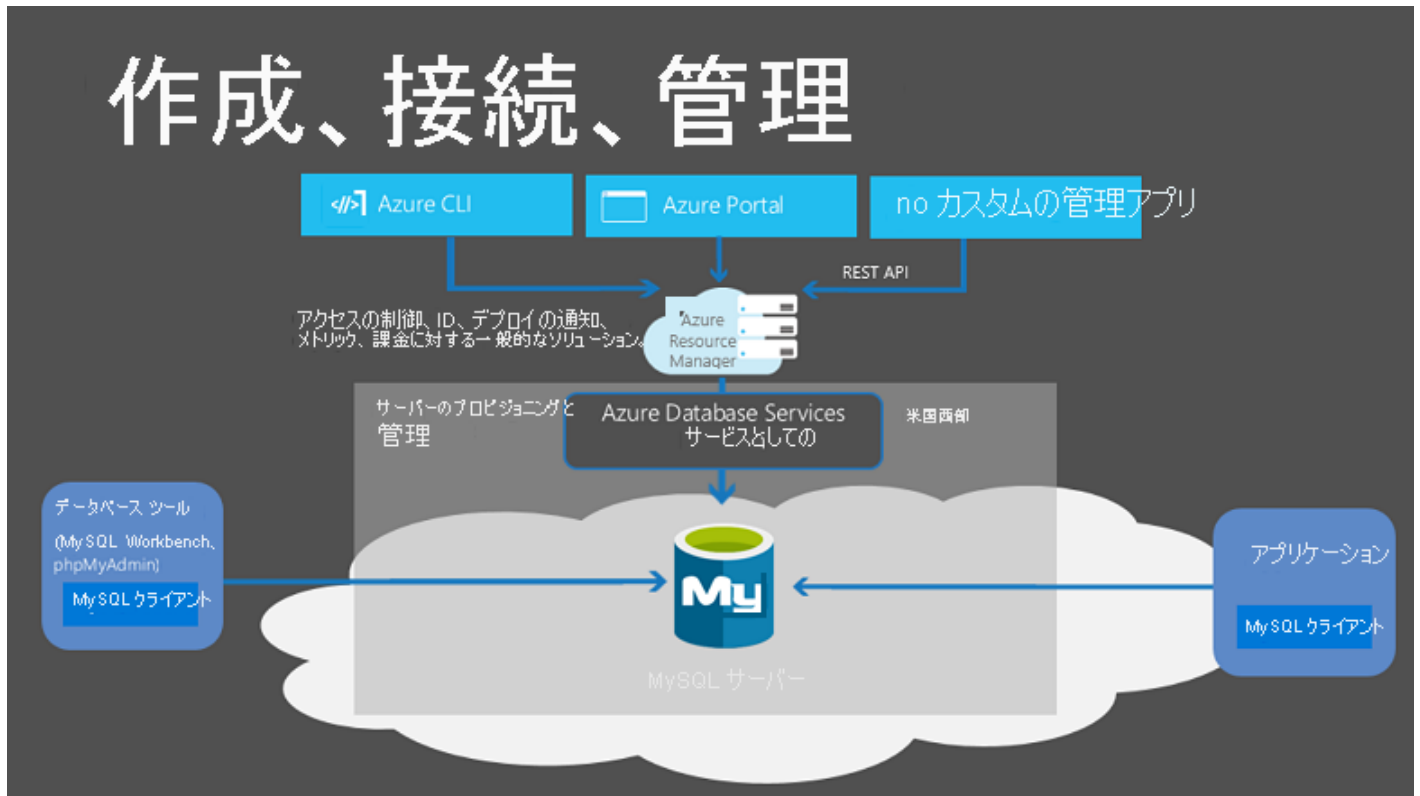 作成、接続、管理
Azure CLI
Azure Portal
no カスタムの管理アプリ
REST API
アクセスの制御、ID、デプロイの通知、
メトリック、課金に対する一般的なソリューション。
Azure
Resource
Manager
サーバーのプロビジョニングと
管理
Azure Database Services
サービスとしての
米国西部
データベース ツール
(MySQL Workbench、
phpMyAdmin)
MySQL クライアント
My
アプリケーション
MySQL クライアント
MySQL サーバー